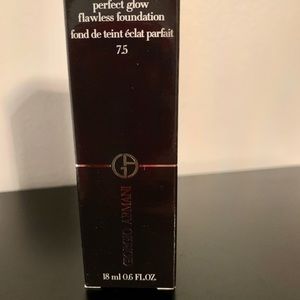 perfect glow
flawless foundation
fond de teint éclat parfait
7.5
GIORGIO ARMANI
18 ml 0.6 FL.OZ.